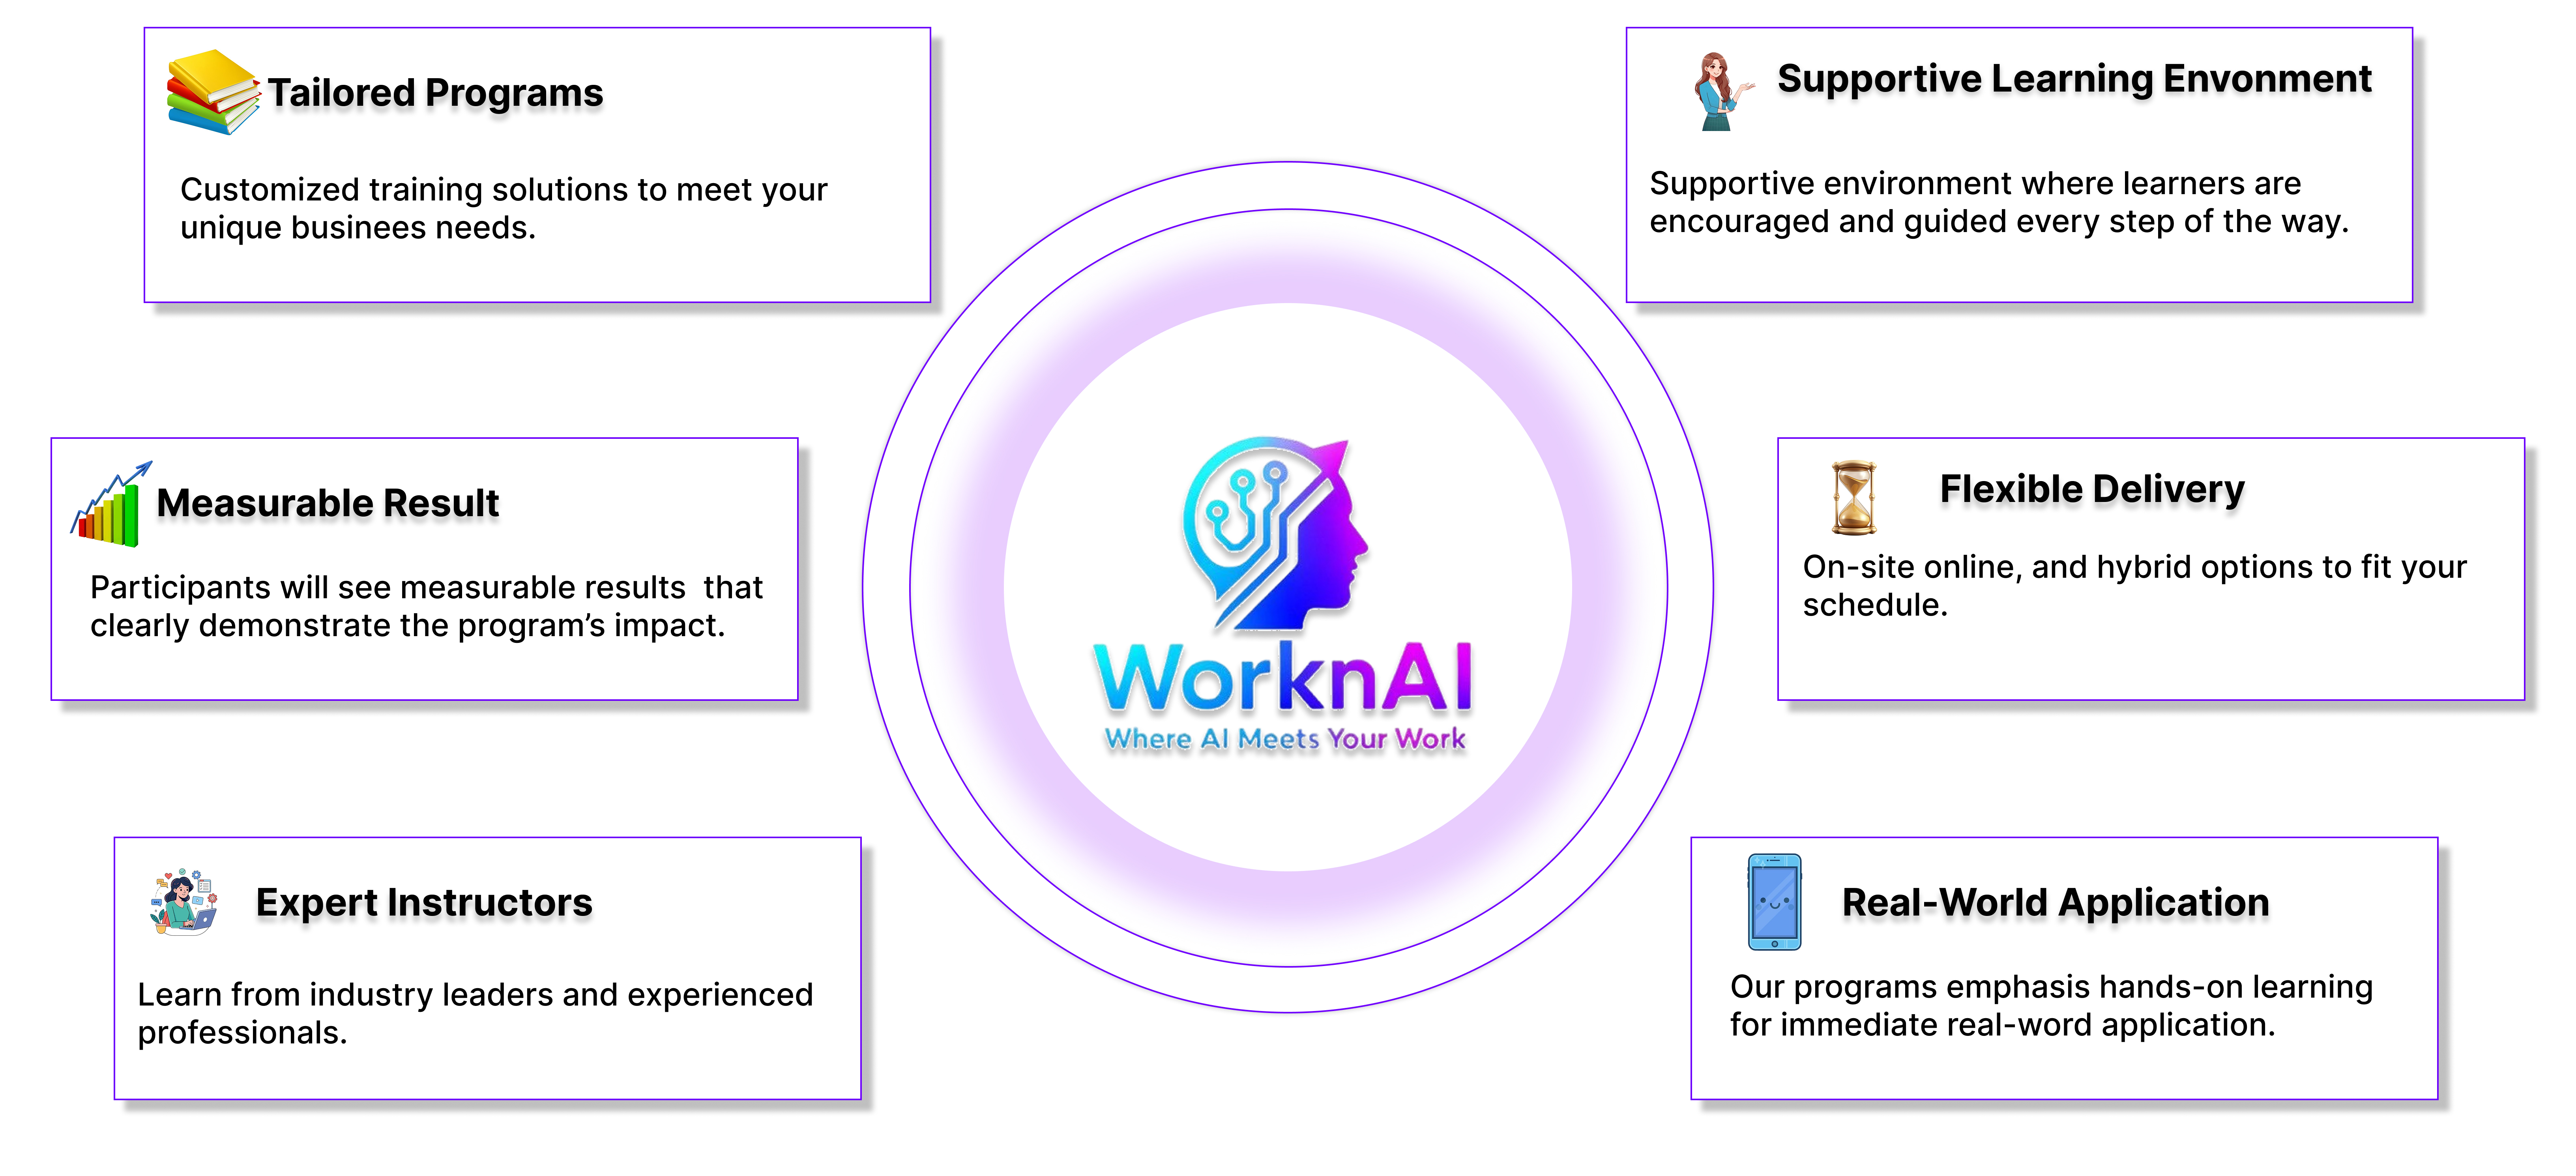 Tailored Programs
Customized training solutions to meet your
unique businees needs.
Supportive Learning Envonment
Supportive environment where learners are
encouraged and guided every step of the way.
Measurable Result
Participants will see measurable results  that
clearly demonstrate the program’s impact.
WorknAI
Where AI Meets Your Work
Flexible Delivery
On-site online, and hybrid options to fit your
schedule.
Expert Instructors
Learn from industry leaders and experienced
professionals.
Real-World Application
Our programs emphasis hands-on learning
for immediate real-word application.